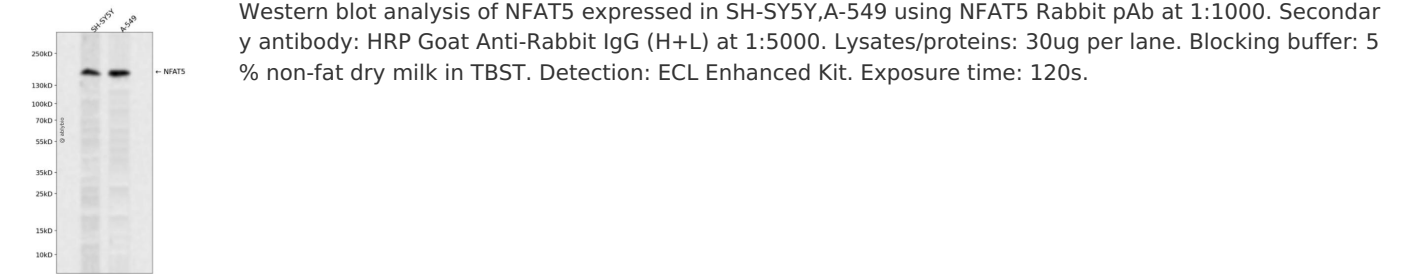 SH-SY5Y
A-549
250kD
130kD
100kD
70kD
55kD
35kD
25kD
15kD
10kD
← NFAT5
Western blot analysis of NFAT5 expressed in SH-SY5Y,A-549 using NFAT5 Rabbit pAb at 1:1000. Secondar
y antibody: HRP Goat Anti-Rabbit IgG (H+L) at 1:5000. Lysates/proteins: 30ug per lane. Blocking buffer: 5
% non-fat dry milk in TBST. Detection: ECL Enhanced Kit. Exposure time: 120s.